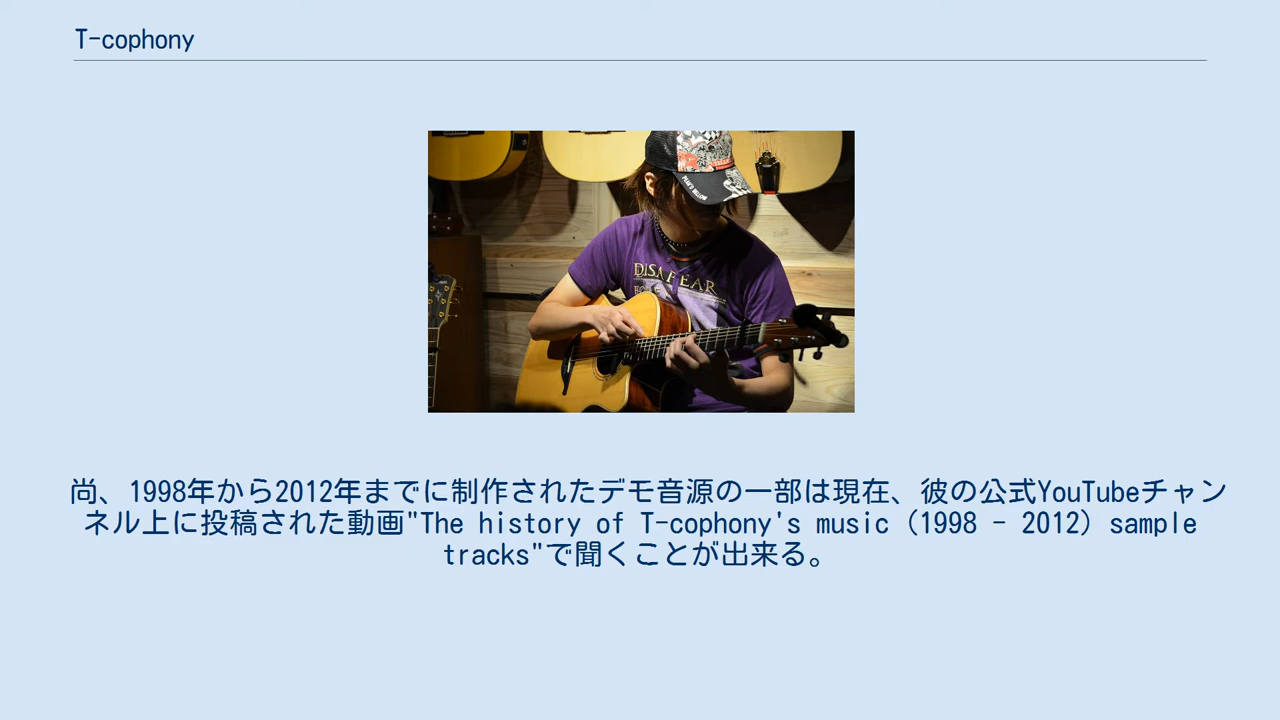 T-cophony
DISAPPEAR
尚、1998年から2012年までに制作されたデモ音源の一部は現在、彼の公式YouTubeチャン
ネル上に投稿された動画"The history of T-cophony's music (1998 - 2012) sample
tracks"で聞くことが出来る。